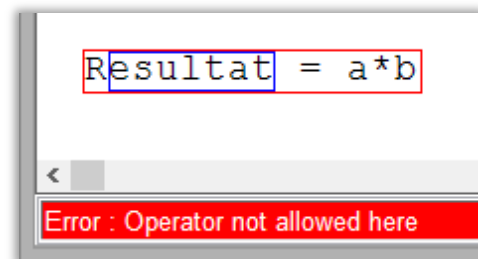 Resultat = a*b
Error : Operator not allowed here